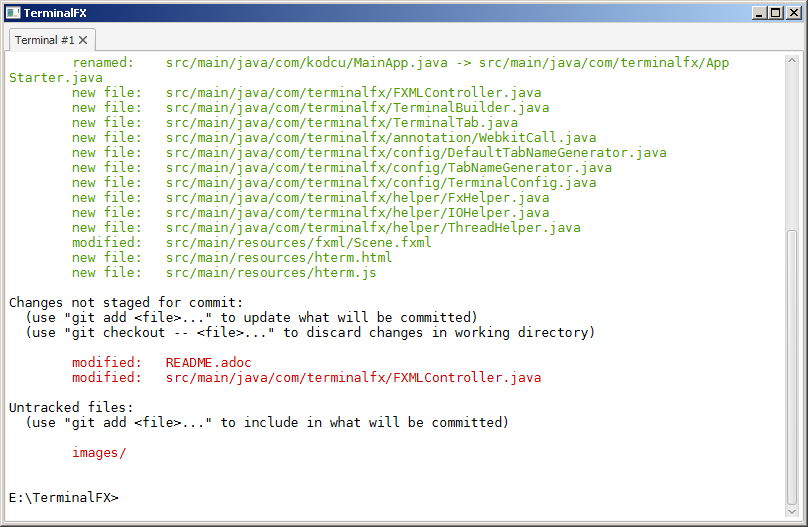 TerminalFX
Terminal #1
renamed:    src/main/java/com/kodcu/MainApp.java -> src/main/java/com/terminalfx/App
Starter.java
new file:   src/main/java/com/terminalfx/FXMLController.java
new file:   src/main/java/com/terminalfx/TerminalBuilder.java
new file:   src/main/java/com/terminalfx/TerminalTab.java
new file:   src/main/java/com/terminalfx/annotation/WebkitCall.java
new file:   src/main/java/com/terminalfx/config/DefaultTabNameGenerator.java
new file:   src/main/java/com/terminalfx/config/TabNameGenerator.java
new file:   src/main/java/com/terminalfx/config/TerminalConfig.java
new file:   src/main/java/com/terminalfx/helper/FxHelper.java
new file:   src/main/java/com/terminalfx/helper/IOHelper.java
new file:   src/main/java/com/terminalfx/helper/ThreadHelper.java
modified:   src/main/resources/fxml/Scene.fxml
new file:   src/main/resources/hterm.html
new file:   src/main/resources/hterm.js
Changes not staged for commit:
(use "git add <file>..." to update what will be committed)
(use "git checkout -- <file>..." to discard changes in working directory)
modified:   README.adoc
modified:   src/main/java/com/terminalfx/FXMLController.java
Untracked files:
(use "git add <file>..." to include in what will be committed)
images/
E:\TerminalFX>